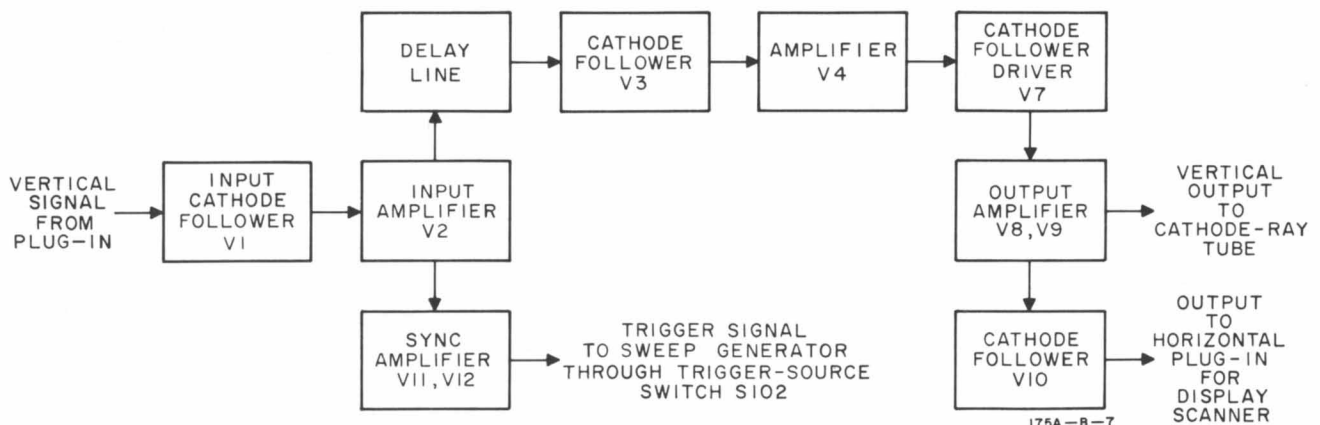 VERTICAL
SIGNAL
FROM
PLUG-IN
INPUT
CATHODE
FOLLOWER
V1
INPUT
AMPLIFIER
V2
DELAY
LINE
CATHODE
FOLLOWER
V3
AMPLIFIER
V4
CATHODE
FOLLOWER
DRIVER
V7
OUTPUT
AMPLIFIER
V8,V9
VERTICAL
OUTPUT
TO
CATHODE-RAY
TUBE
SYNC
AMPLIFIER
V11,V12
TRIGGER SIGNAL
TO SWEEP GENERATOR
THROUGH TRIGGER-SOURCE
SWITCH S102
CATHODE
FOLLOWER
V10
OUTPUT
TO
HORIZONTAL
PLUG-IN
FOR
DISPLAY
SCANNER
175A-B-7